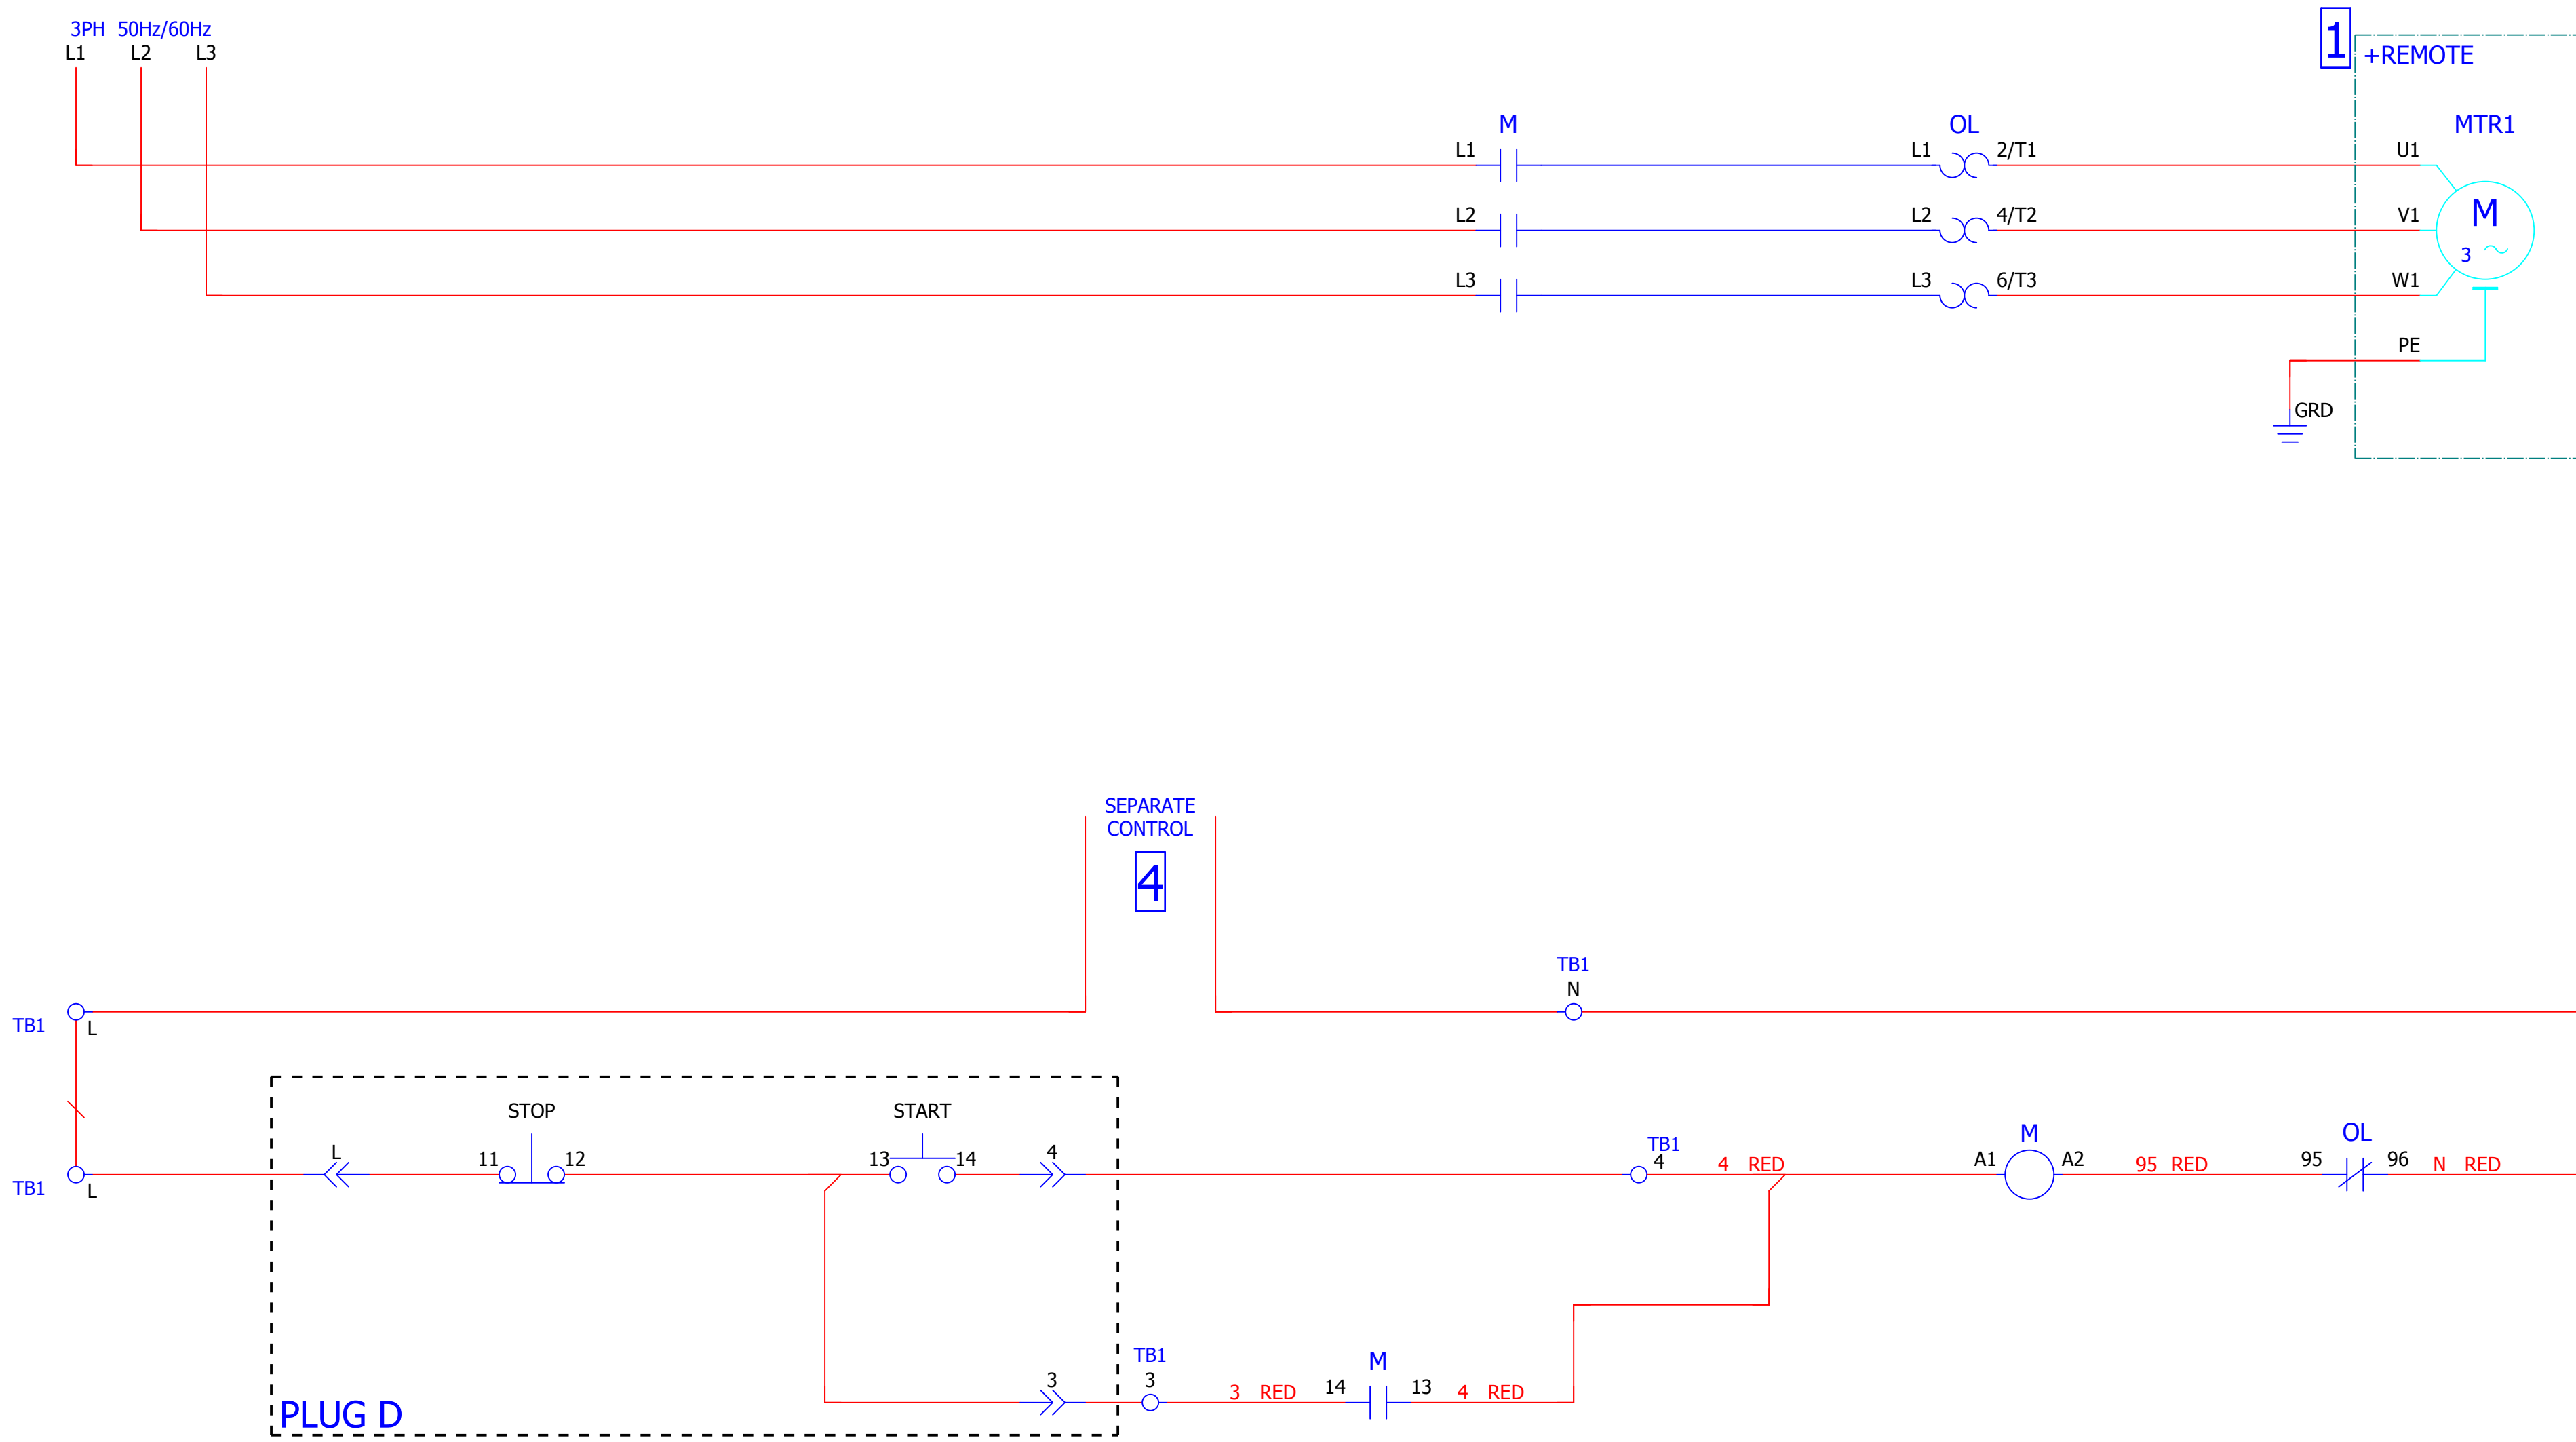 3PH 50Hz/60Hz
L1 L2 L3
1
+REMOTE
M OL MTR1
L1 L1 2/T1 U1
L2 L2 4/T2 V1
M
3
L3 L3 6/T3 W1
PE
GRD
SEPARATE
CONTROL
4
TB1
N
TB1 L
STOP START
TB1 M OL
L 11 12 13 14 4 4 4 RED A1 A2 95 RED 95 96 N RED
TB1 L
TB1 M
3 3 3 RED 14 13 4 RED
PLUG D